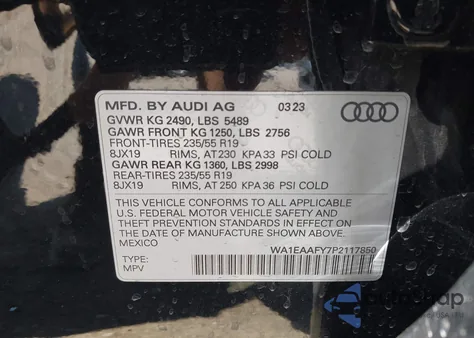 MFD. BY AUDI AG 03 23
GVWR KG 2490, LBS 5489
GAWR FRONT KG 1250, LBS 2756
FRONT-TIRES 235/55 R19
8JX19 RIMS, AT 230 KPA 33 PSI COLD
GAWR REAR KG 1360, LBS 2998
REAR-TIRES 235/55 R19
8JX19 RIMS, AT 250 KPA 36 PSI COLD
THIS VEHICLE CONFORMS TO ALL APPLICABLE
U.S. FEDERAL MOTOR VEHICLE SAFETY AND
THEFT PREVENTION STANDARDS IN EFFECT ON
THE DATE OF MANUFACTURE SHOWN ABOVE.
MEXICO
WA1EAAFY7P2117850
TYPE:
MPV